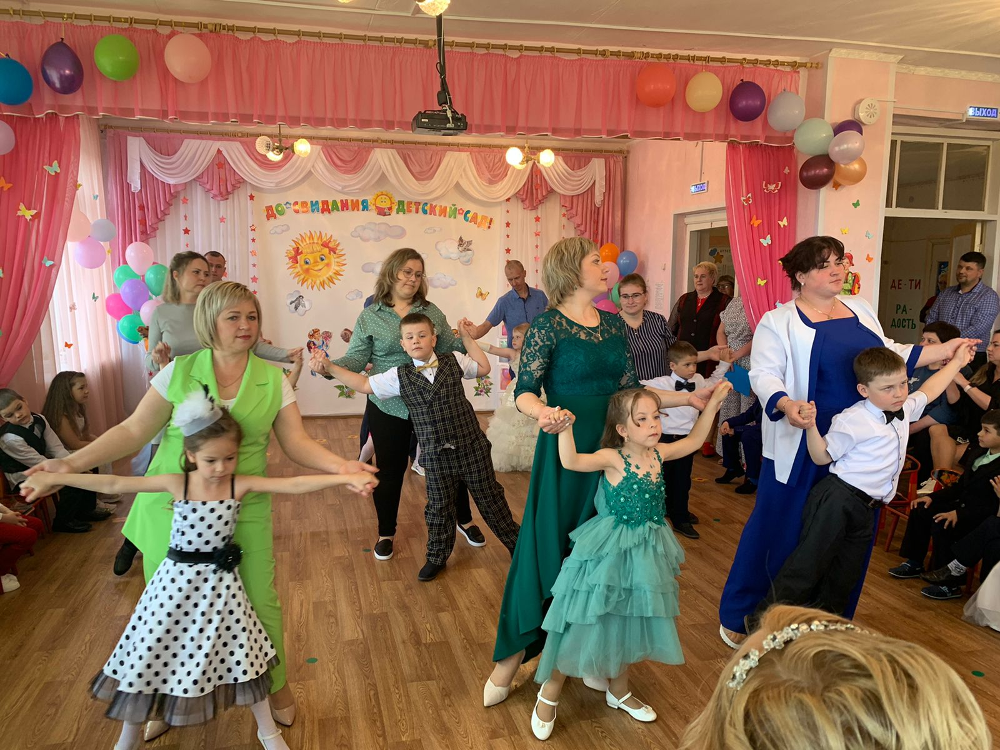 ВЫХОД
ВЫХОД
ДО СВИДАНИЯ ДЕТСКИЙ САД!
ДЕ-ТИ
РА-
ДОСТЬ